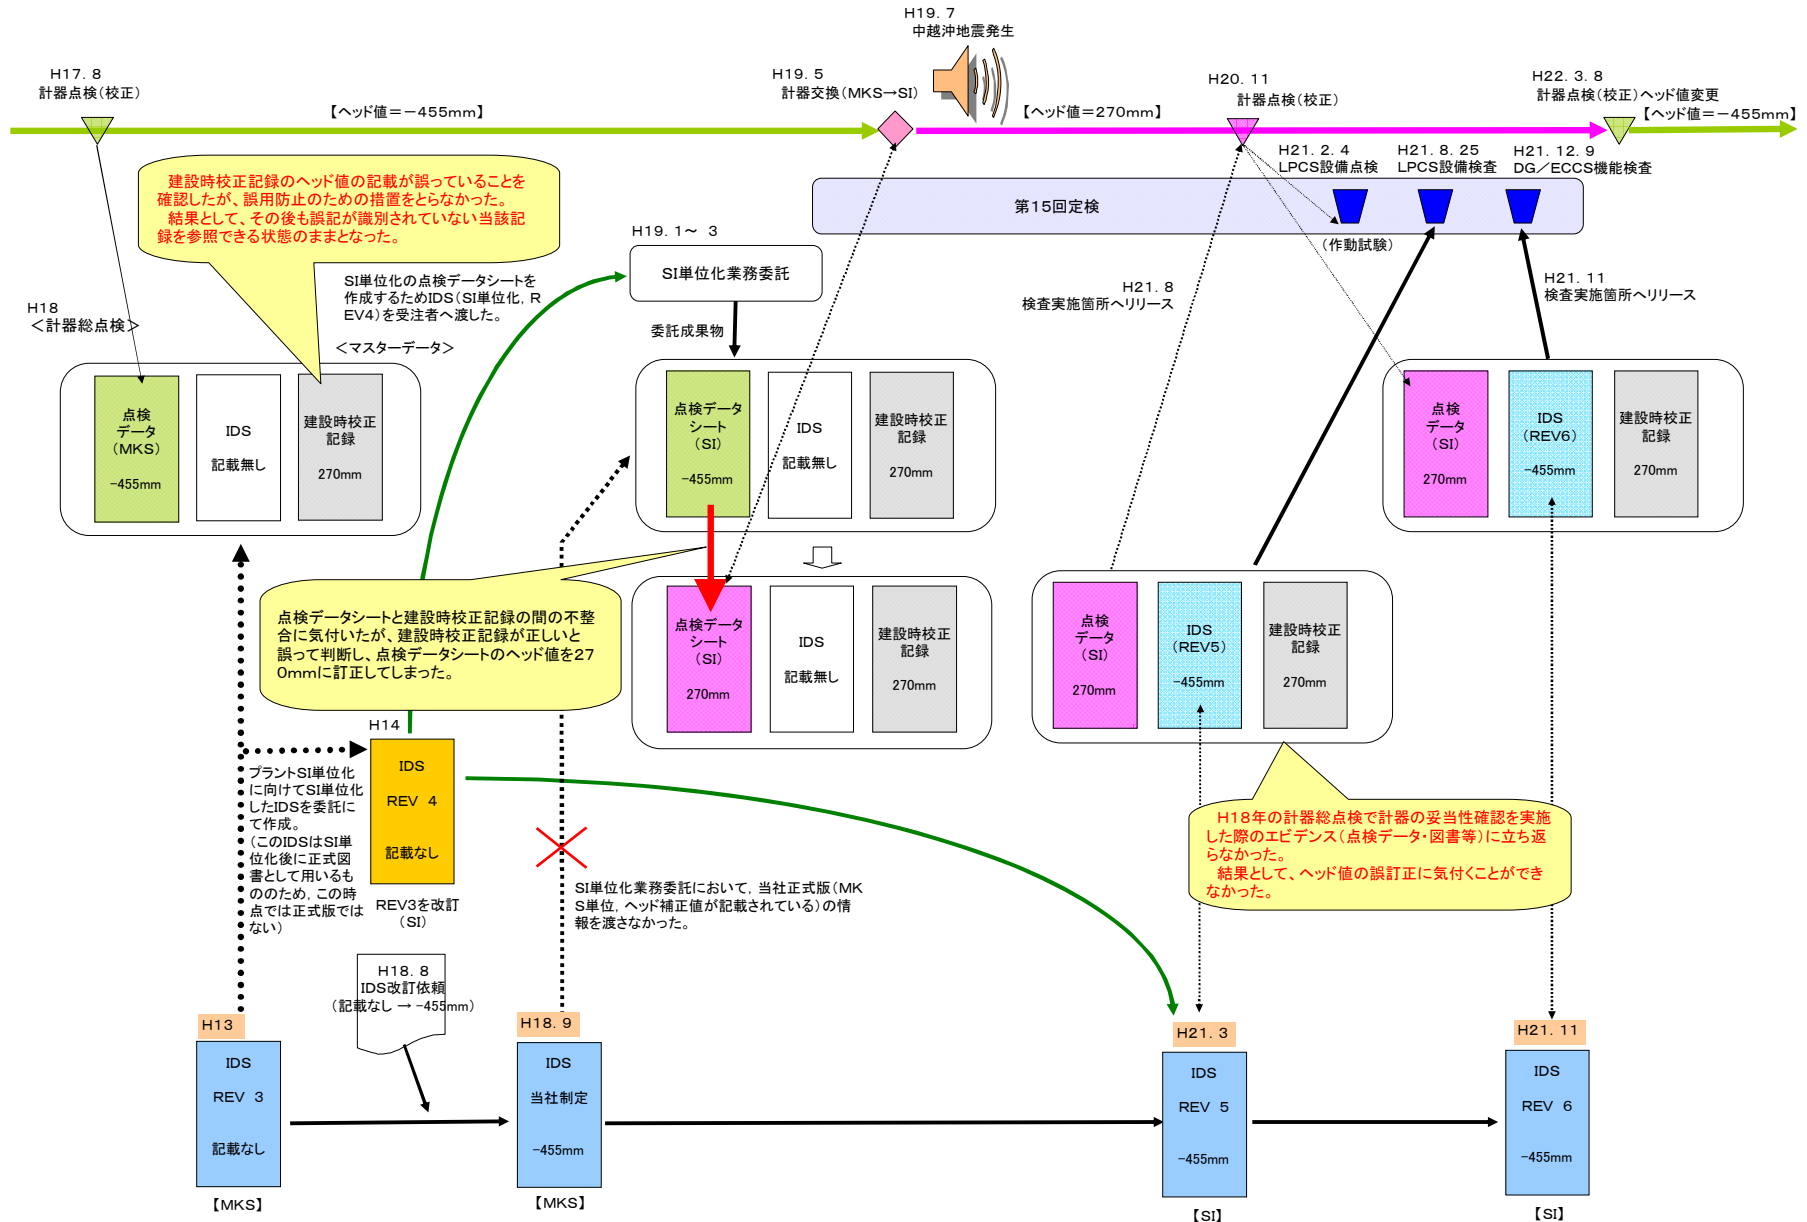 H19. 7
中越沖地震発生
H17. 8
計器点検(校正)
【ヘッド値=-455mm】
H19. 5
計器交換(MKS→SI)
【ヘッド値=270mm】
H20. 11
計器点検(校正)
H22. 3. 8
計器点検(校正)ヘッド値変更
【ヘッド値=-455mm】
H21. 2. 4
LPCS設備点検
H21. 8. 25
LPCS設備検査
H21. 12. 9
DG/ECCS機能検査
第15回定検
(作動試験)
建設時校正記録のヘッド値の記載が誤っていることを
確認したが、誤用防止のための措置をとらなかった。
結果として、その後も誤記が識別されていない当該記
録を参照できる状態のままとなった。
H18
<計器総点検>
SI単位化の点検データシートを
作成するためIDS(SI単位化, R
EV4)を受注者へ渡した。
<マスターデータ>
H19. 1~ 3
SI単位化業務委託
委託成果物
H21. 8
検査実施箇所へリリース
H21. 11
検査実施箇所へリリース
点検
データ
(MKS)
-455mm
IDS
記載無し
建設時校正
記録
270mm
点検データ
シート
(SI)
-455mm
IDS
記載無し
建設時校正
記録
270mm
点検
データ
(SI)
270mm
IDS
(REV6)
-455mm
建設時校正
記録
270mm
点検データシートと建設時校正記録の間の不整
合に気付いたが、建設時校正記録が正しいと
誤って判断し、点検データシートのヘッド値を27
0mmに訂正してしまった。
点検データ
シート
(SI)
270mm
IDS
記載無し
建設時校正
記録
270mm
点検
データ
(SI)
270mm
IDS
(REV5)
-455mm
建設時校正
記録
270mm
H14
IDS
REV 4
記載なし
REV3を改訂
(SI)
プラントSI単位化
に向けてSI単位化
したIDSを委託に
て作成。
(このIDSはSI単
位化後に正式図
書として用いるも
ののため, この時
点では正式版では
ない)
SI単位化業務委託において, 当社正式版(MK
S単位, ヘッド補正値が記載されている)の情
報を渡さなかった。
H18年の計器総点検で計器の妥当性確認を実施
した際のエビデンス(点検データ・図書等)に立ち返
らなかった。
結果として、ヘッド値の誤訂正に気付くことができ
なかった。
H18. 8
IDS改訂依頼
(記載なし → -455mm)
H13
IDS
REV 3
記載なし
【MKS】
H18. 9
IDS
当社制定
-455mm
【MKS】
H21. 3
IDS
REV 5
-455mm
【SI】
H21. 11
IDS
REV 6
-455mm
【SI】